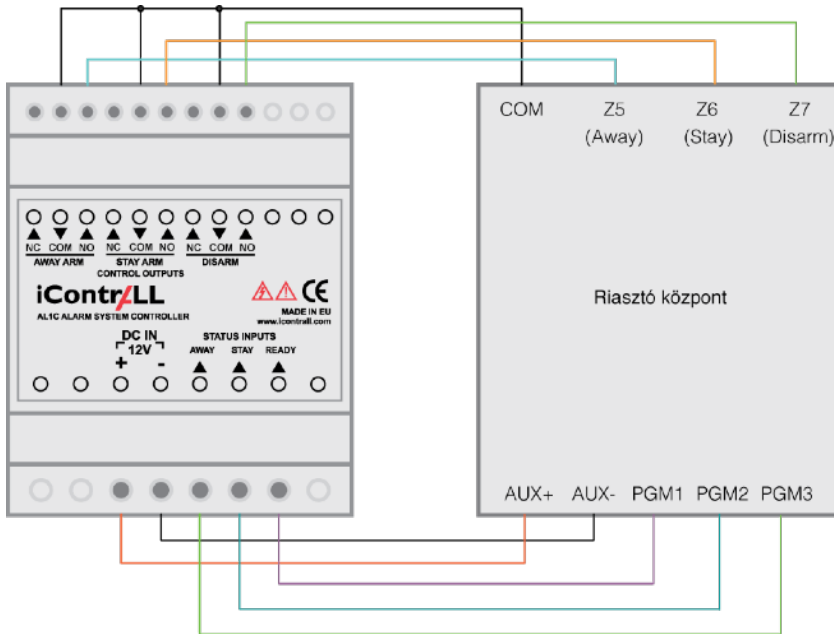 COM Z5 Z6 Z7
(Away) (Stay) (Disarm)
NC COM NO NC COM NO NC COM NO
AWAY ARM STAY ARM DISARM
CONTROL OUTPUTS
iContrALL
AL1C ALARM SYSTEM CONTROLLER
CE
MADE IN EU
www.icontrall.com
DC IN
12V
+ -
STATUS INPUTS
AWAY STAY READY
Riasztó központ
AUX+ AUX- PGM1 PGM2 PGM3